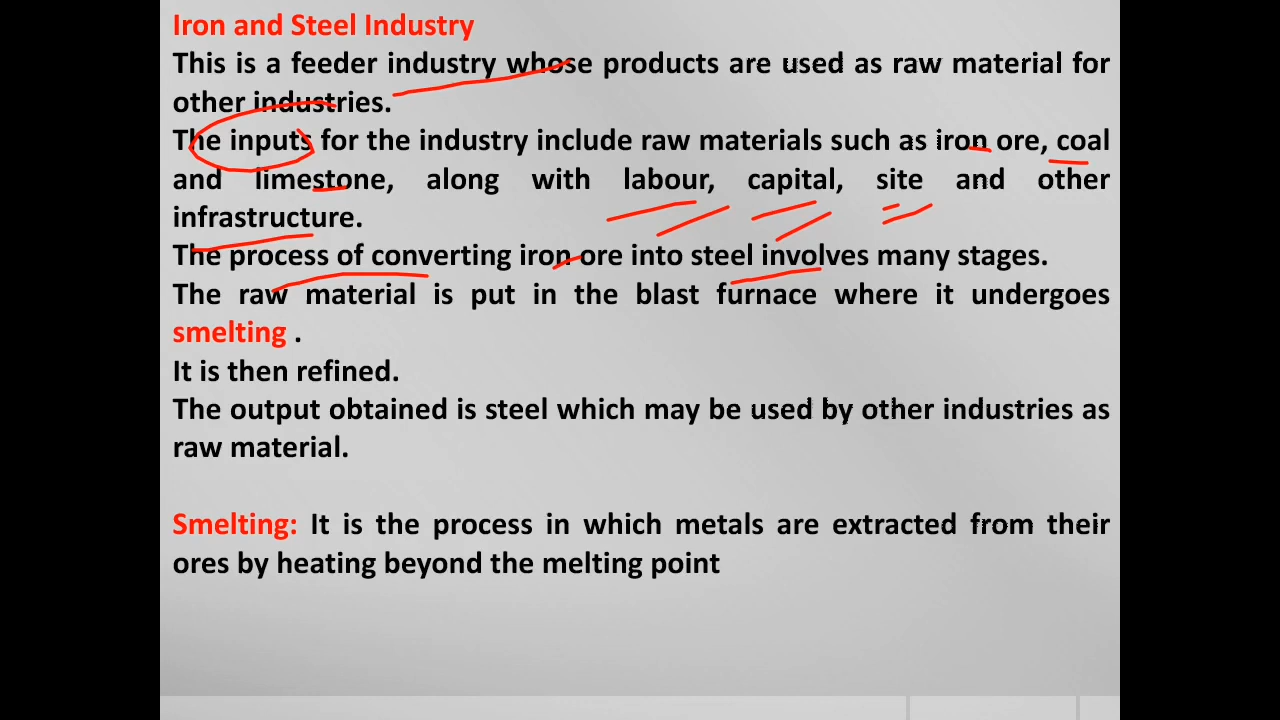 Iron and Steel Industry
This is a feeder industry whose products are used as raw material for
other industries.
The inputs for the industry include raw materials such as iron ore, coal
and limestone, along with labour, capital, site and other
infrastructure.
The process of converting iron ore into steel involves many stages.
The raw material is put in the blast furnace where it undergoes
smelting .
It is then refined.
The output obtained is steel which may be used by other industries as
raw material.
Smelting: It is the process in which metals are extracted from their
ores by heating beyond the melting point